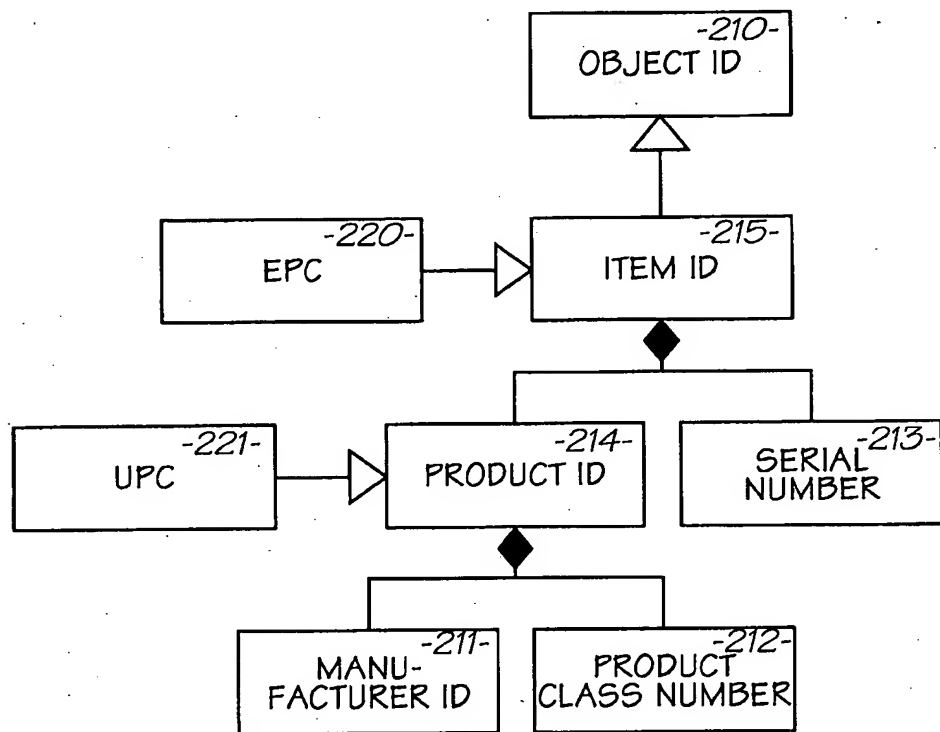 -210-
OBJECT ID
-220-
EPC
-215-
ITEM ID
-221-
UPC
-214-
PRODUCT ID
-213-
SERIAL
NUMBER
-211-
MANU-
FACTURER ID
-212-
PRODUCT
CLASS NUMBER